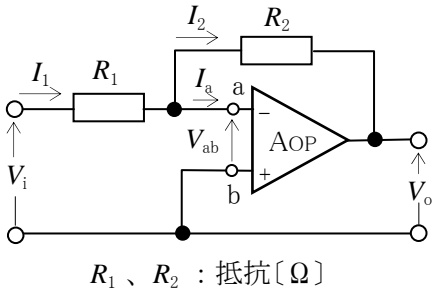 I₂
R₂
I₁ R₁
Iₐ a
Vab − AOP
Vi b + Vo
R₁ 、R₂ ：抵抗〔Ω〕